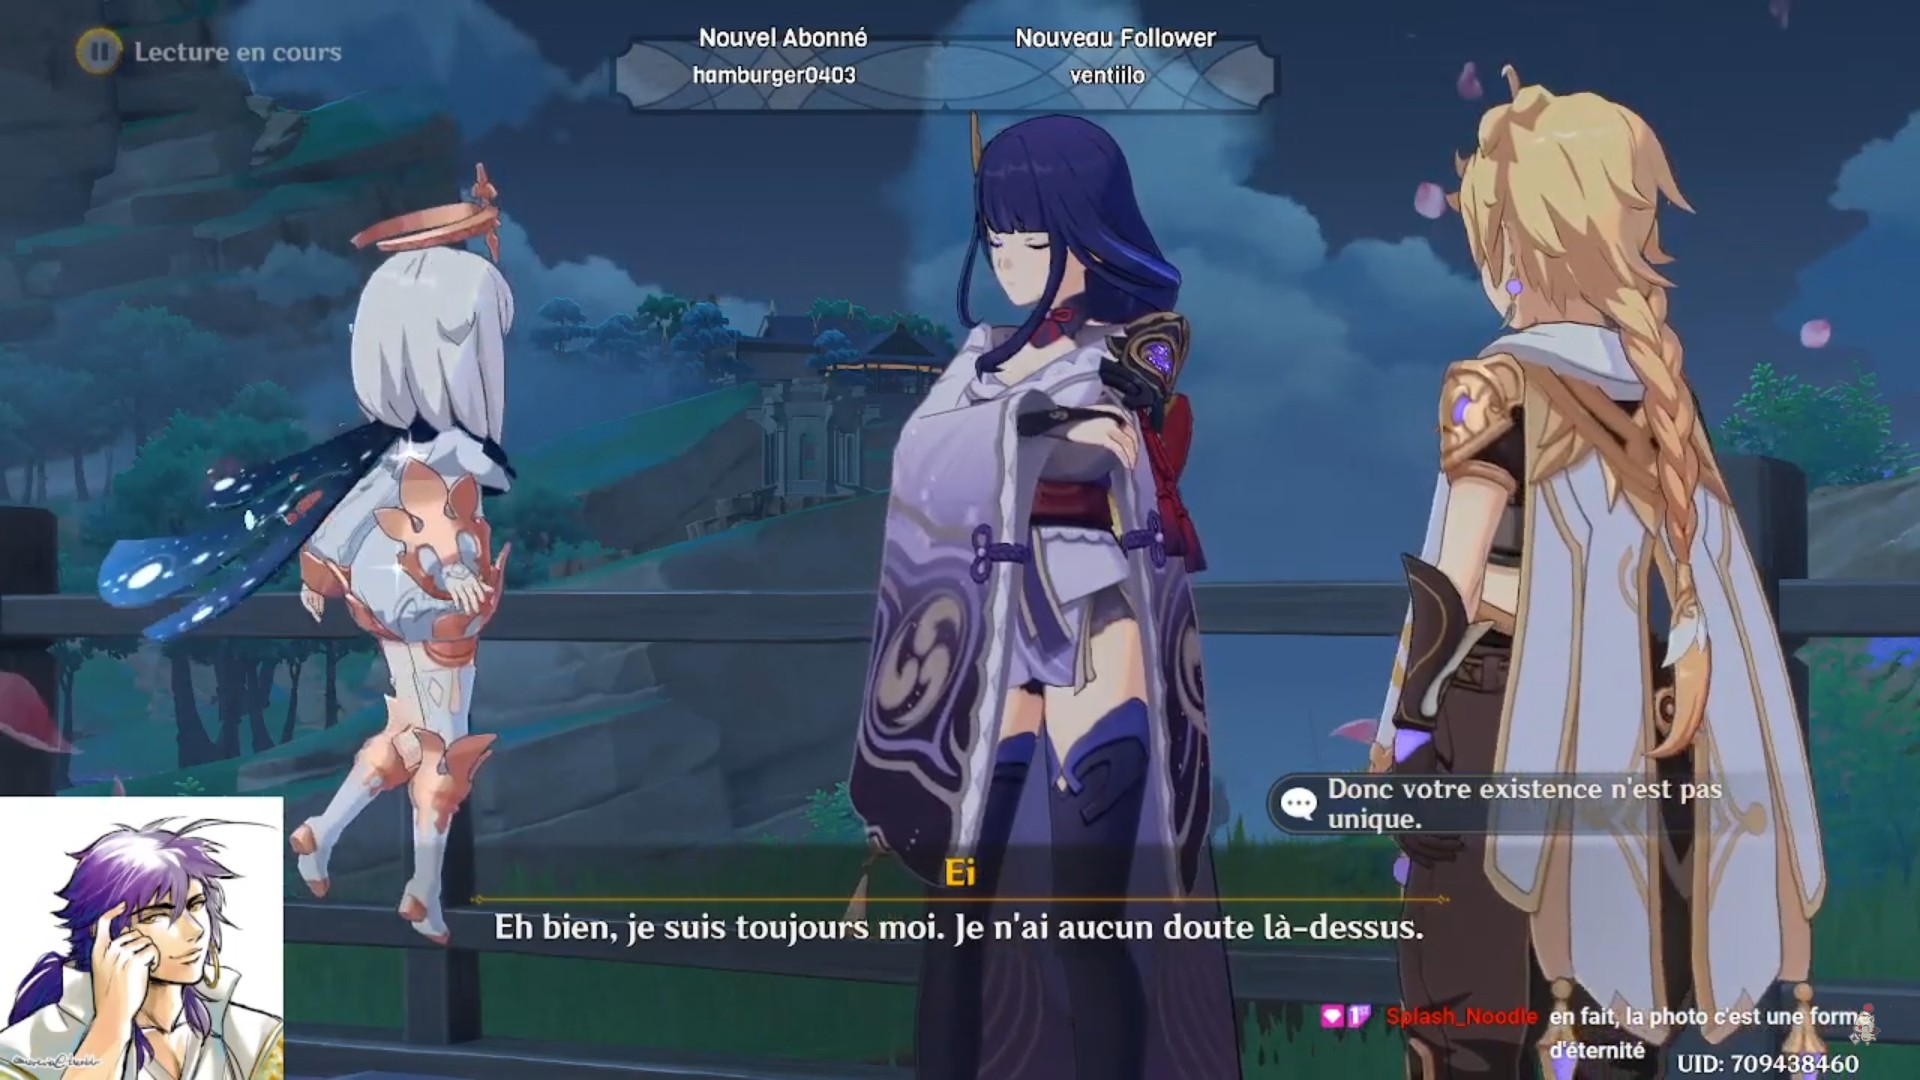 Lecture en cours
Nouvel Abonné
hamburger0403
Nouveau Follower
ventiilo
Donc votre existence n'est pas
unique.
Ei
Eh bien, je suis toujours moi. Je n'ai aucun doute là-dessus.
1st Splash_Noodle en fait, la photo c'est une forme
d'éternité
UID: 709438460